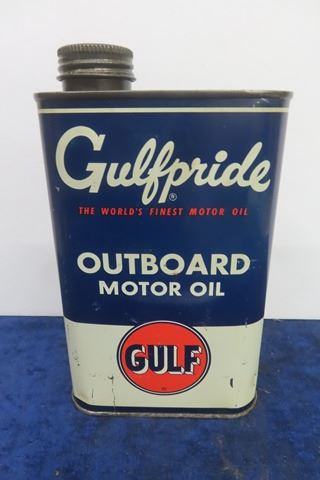 Gulfpride
®
THE WORLD'S FINEST MOTOR OIL
OUTBOARD
MOTOR OIL
GULF